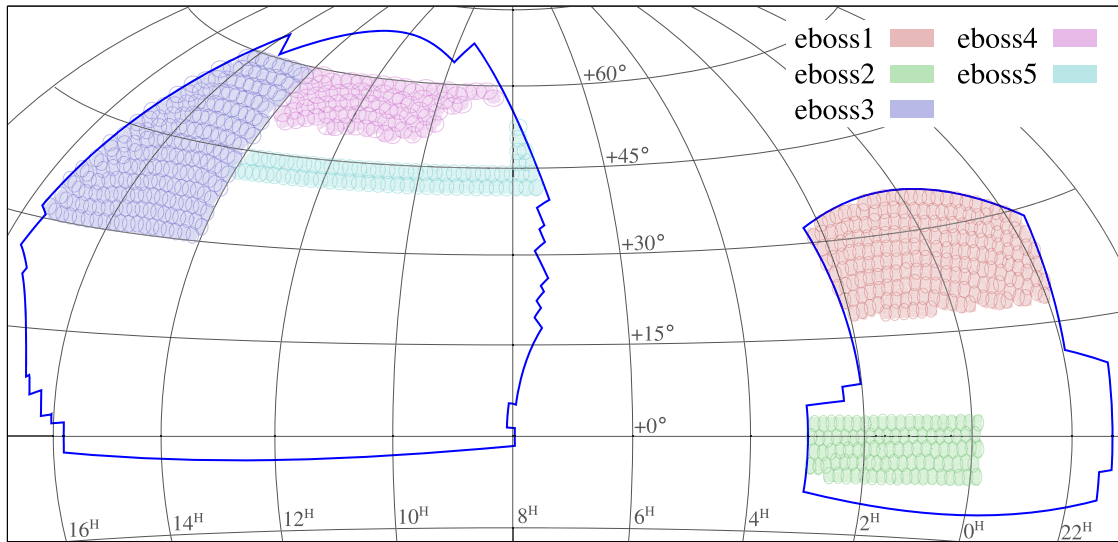 eboss1 eboss4
eboss2 eboss5
eboss3
+60°
+45°
+30°
+15°
+0°
16ᴴ 14ᴴ 12ᴴ 10ᴴ 8ᴴ 6ᴴ 4ᴴ 2ᴴ 0ᴴ 22ᴴ